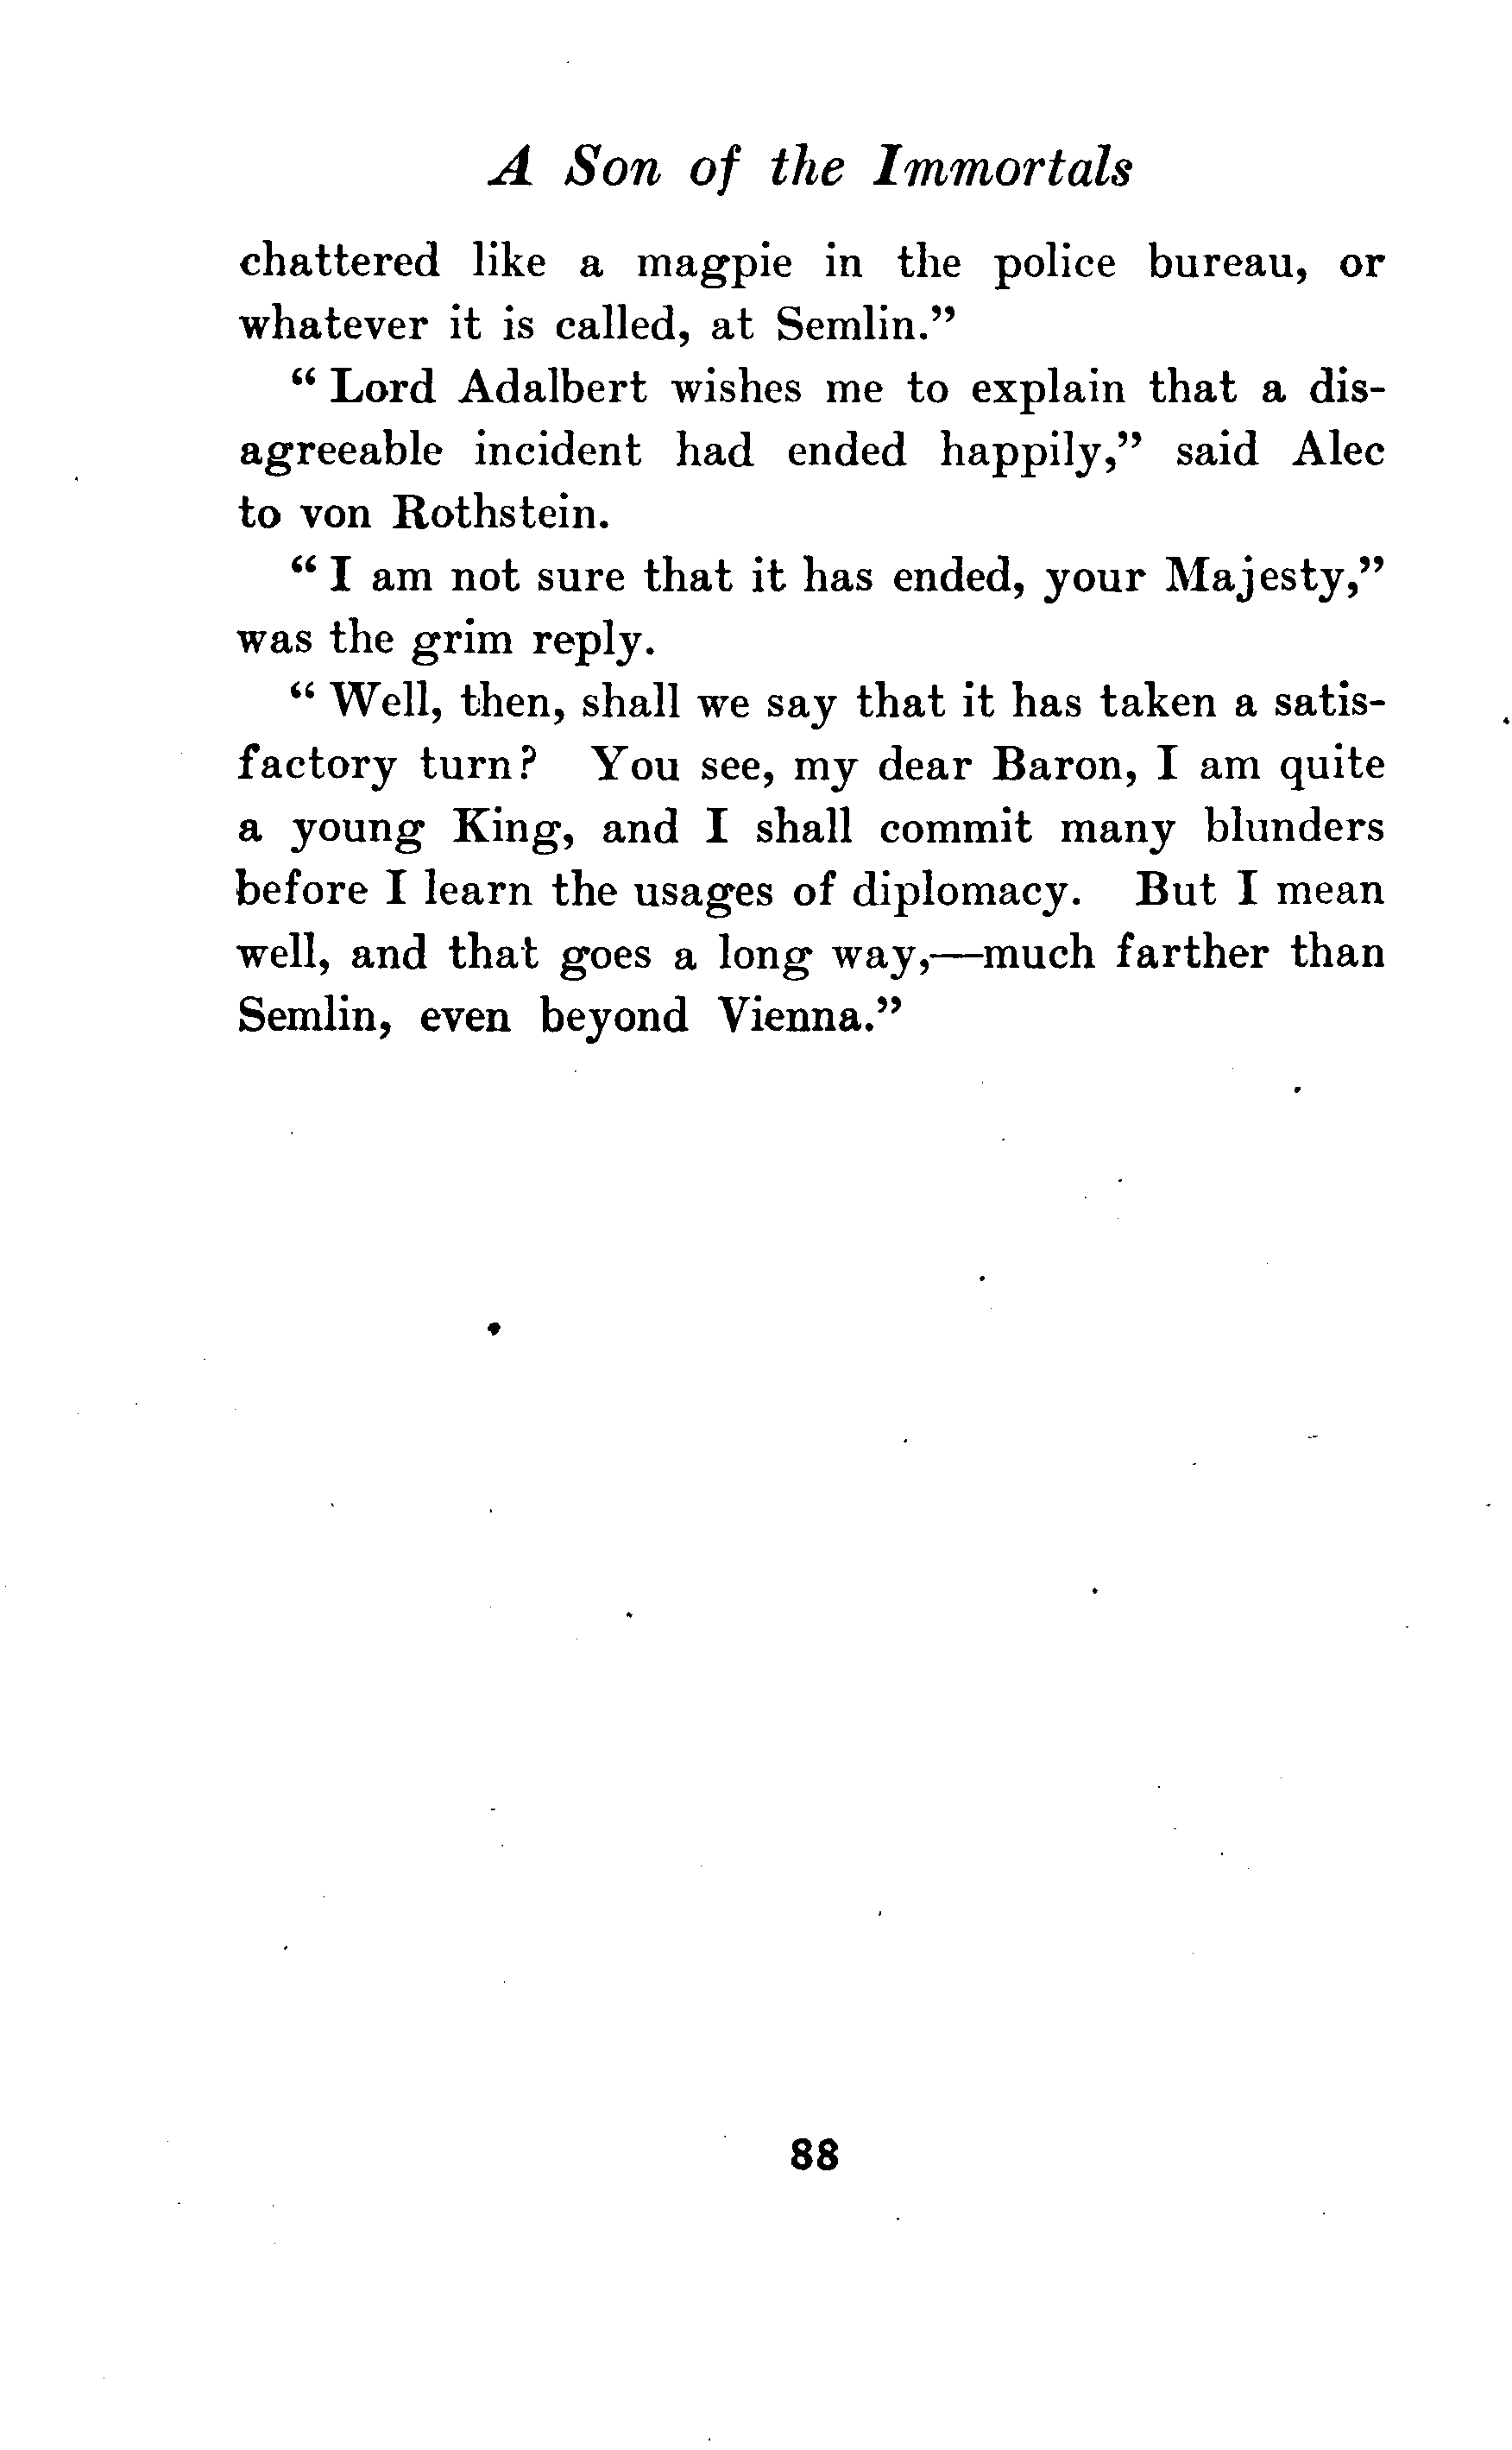 A Son of the Immortals
chattered like a magpie in the police bureau, or
whatever it is called, at Semlin."
" Lord Adalbert wishes me to explain that a dis-
agreeable incident had ended happily," said Alec
to von Rothstein.
" I am not sure that it has ended, your Majesty,"
was the grim reply.
" Well, then, shall we say that it has taken a satis-
factory turn? You see, my dear Baron, I am quite
a young King, and I shall commit many blunders
before I learn the usages of diplomacy. But I mean
well, and that goes a long way,—much farther than
Semlin, even beyond Vienna."
88